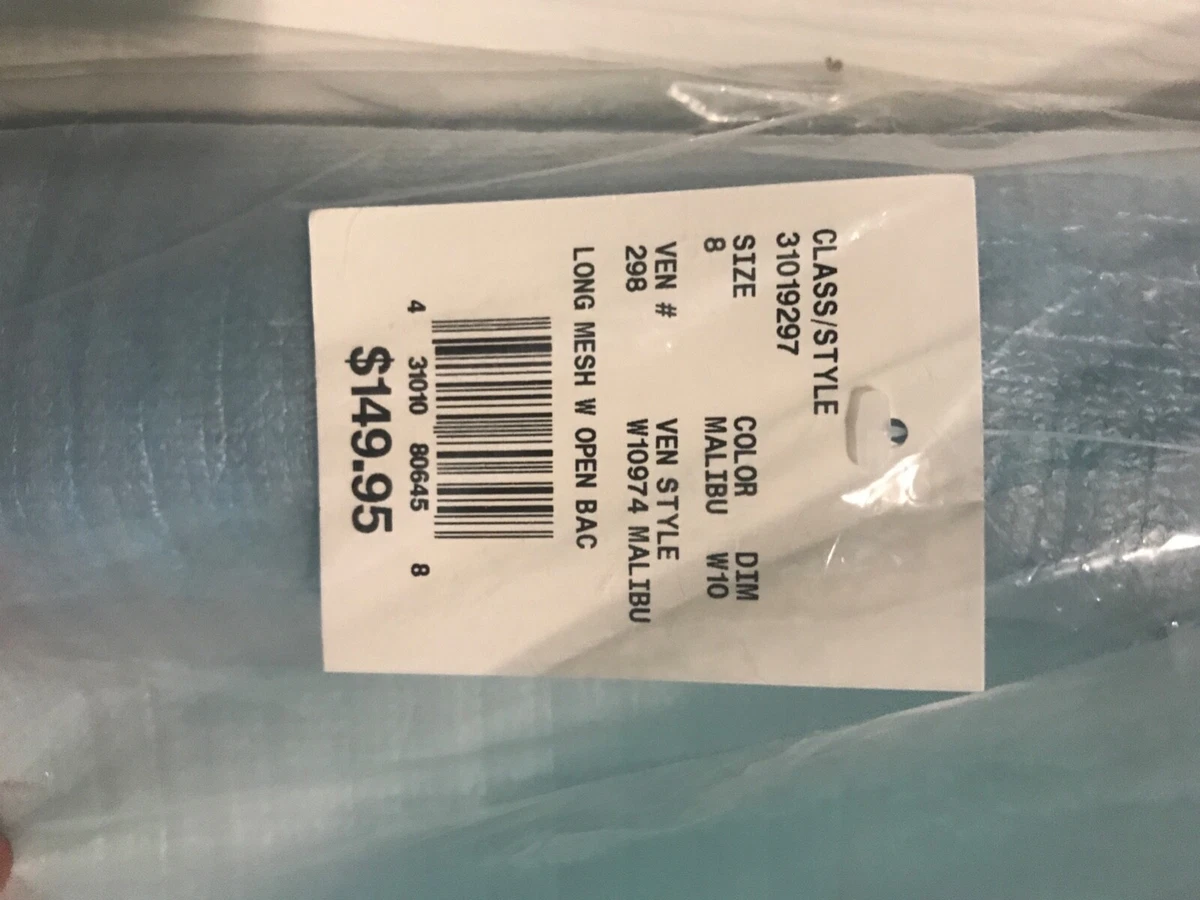 CLASS/STYLE
31019297
SIZE COLOR DIM
8 MALIBU W10
VEN # VEN STYLE
298 W10974 MALIBU
LONG MESH W OPEN BAC
4 31010 80645 8
$149.95